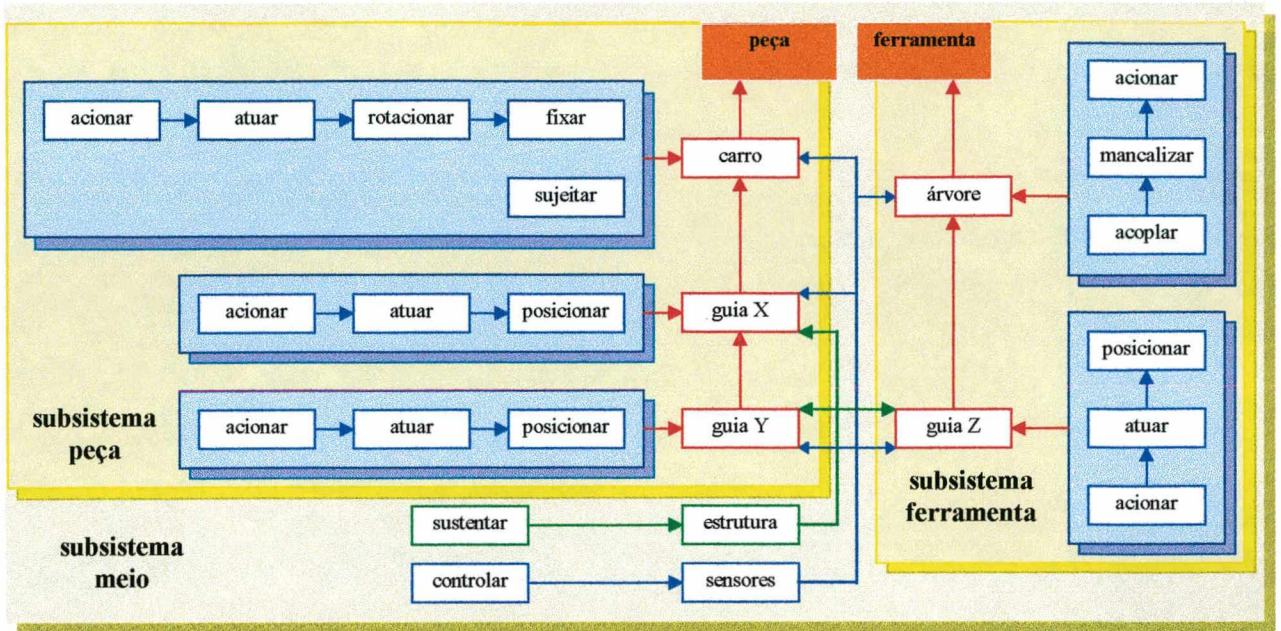 peça
ferramenta
acionar
atuar
rotacionar
fixar
sujeitar
carro
árvore
acionar
mancalizar
acoplar
acionar
atuar
posicionar
guia X
acionar
atuar
posicionar
guia Y
guia Z
posicionar
atuar
acionar
subsistema
peça
subsistema
ferramenta
sustentar
estrutura
subsistema
meio
controlar
sensores